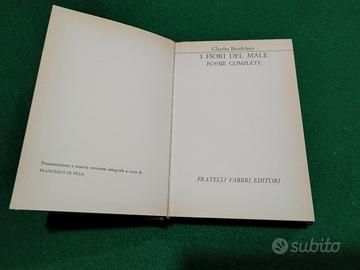 Presentazione e nuova versione integrale a cura di
FRANCESCO DI PILLA
Charles Baudelaire
I FIORI DEL MALE
POESIE COMPLETE
FRATELLI FABBRI EDITORI
subito